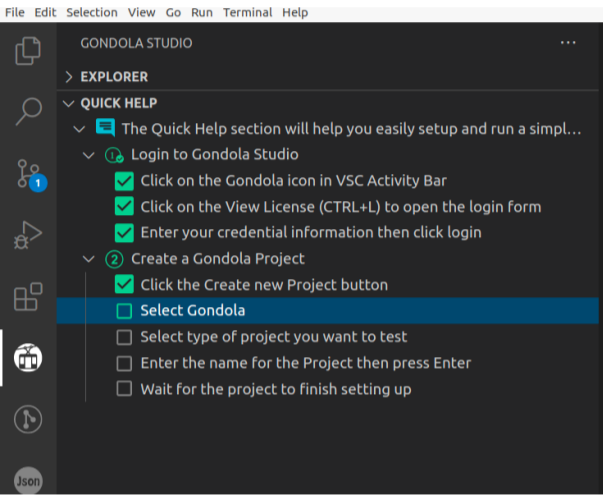 File Edit Selection View Go Run Terminal Help
GONDOLA STUDIO ...
EXPLORER
QUICK HELP
The Quick Help section will help you easily setup and run a simpl...
1 Login to Gondola Studio
Click on the Gondola icon in VSC Activity Bar
Click on the View License (CTRL+L) to open the login form
1
Enter your credential information then click login
2 Create a Gondola Project
Click the Create new Project button
Select Gondola
Select type of project you want to test
Enter the name for the Project then press Enter
Wait for the project to finish setting up
Json